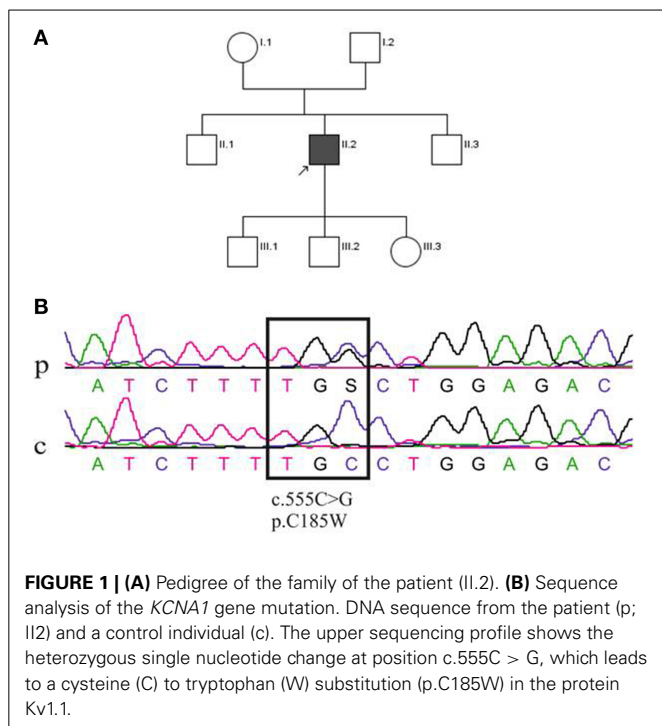 A
I.1
I.2
II.1
II.2
II.3
III.1
III.2
III.3
B
p
A T C T T T T G S C T G G A G A C
c
A T C T T T T G C C T G G A G A C
c.555C>G
p.C185W
FIGURE 1 | (A) Pedigree of the family of the patient (II.2). (B) Sequence
analysis of the KCNA1 gene mutation. DNA sequence from the patient (p;
II2) and a control individual (c). The upper sequencing profile shows the
heterozygous single nucleotide change at position c.555C > G, which leads
to a cysteine (C) to tryptophan (W) substitution (p.C185W) in the protein
Kv1.1.